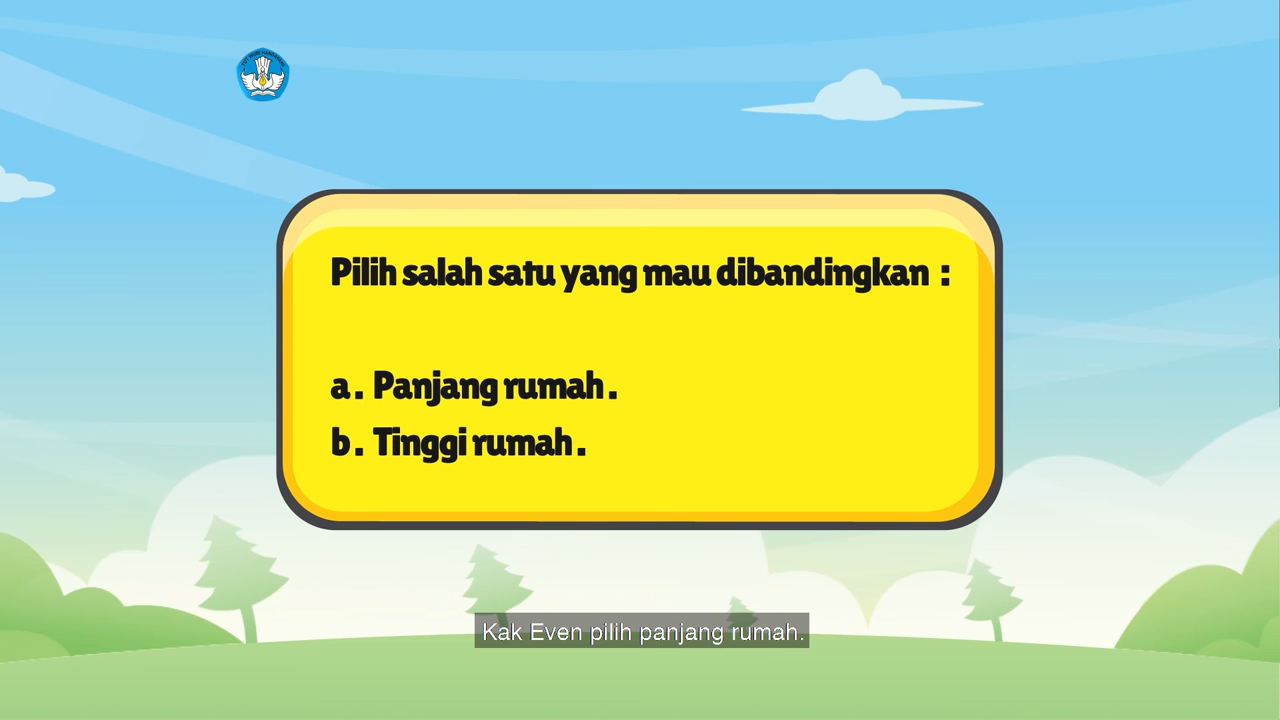 Pilih salah satu yang mau dibandingkan :
a. Panjang rumah.
b. Tinggi rumah.
Kak Even pilih panjang rumah.